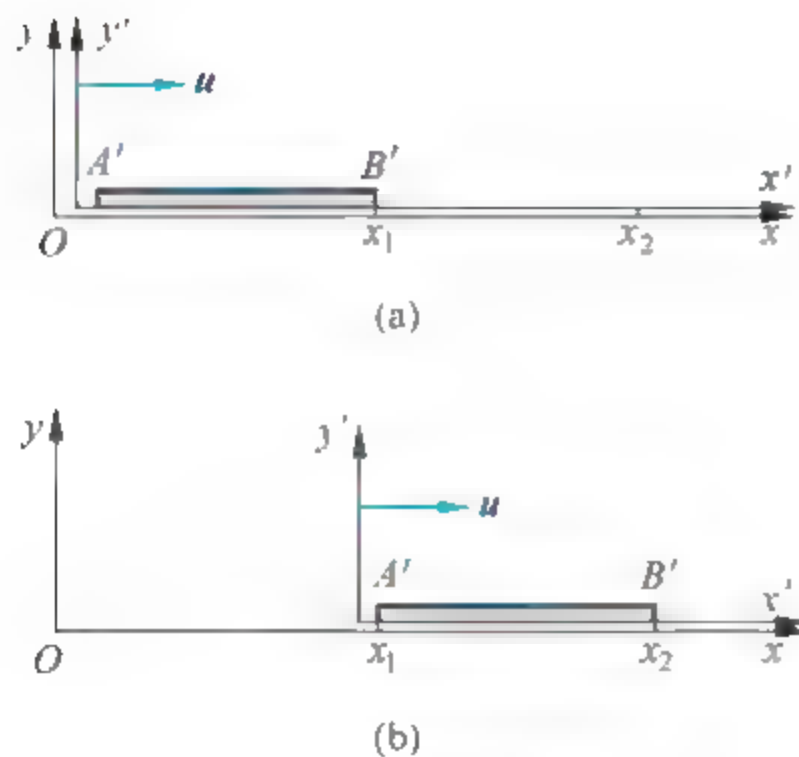 y y'
u
A' B'
x'
O x₁ x₂ x
(a)
y y'
u
A' B'
x'
O x₁ x₂ x
(b)